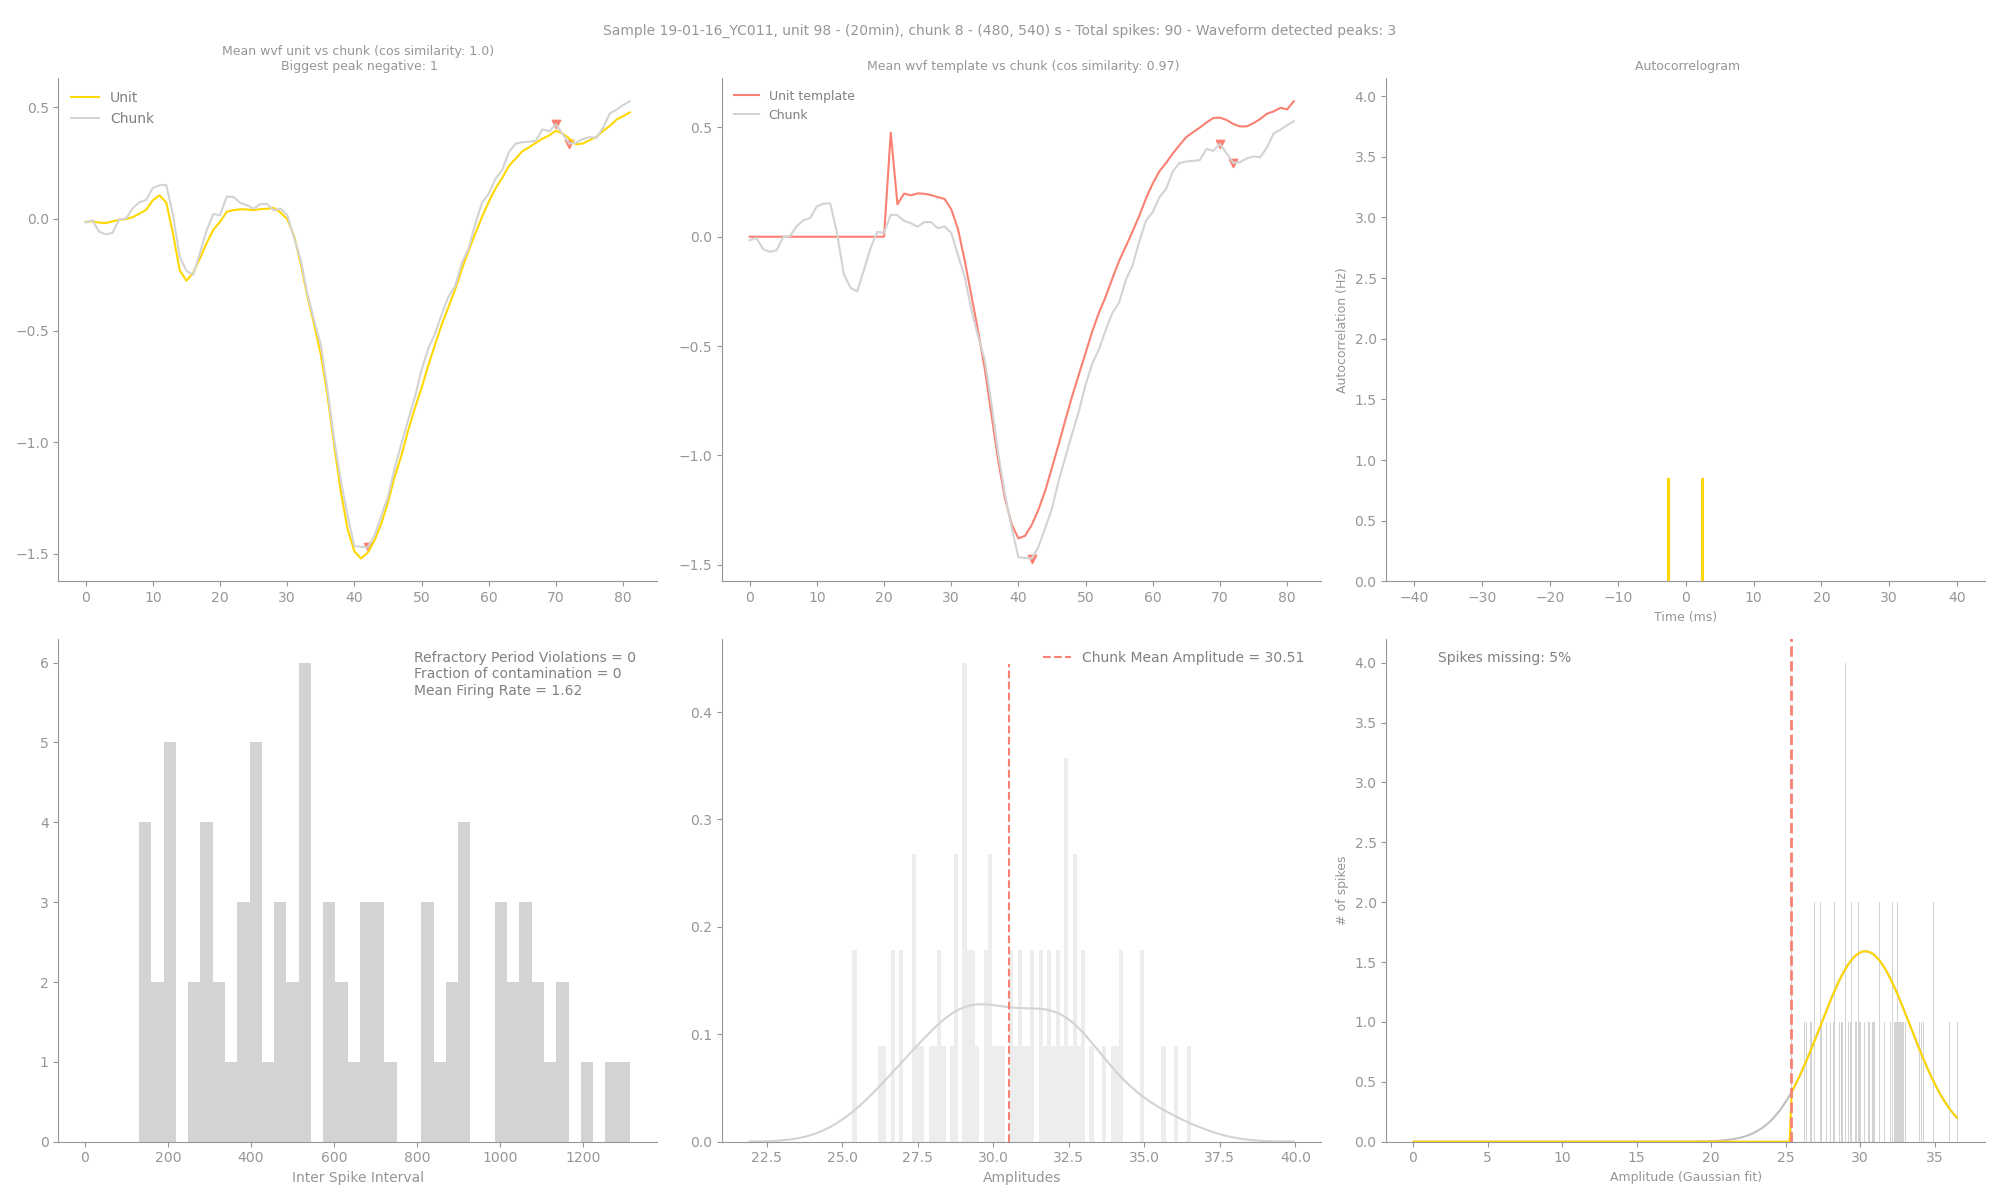 Sample 19-01-16_YC011, unit 98 - (20min), chunk 8 - (480, 540) s - Total spikes: 90 - Waveform detected peaks: 3
Mean wvf unit vs chunk (cos similarity: 1.0)
Biggest peak negative: 1
Unit
Chunk
0.5
0.0
−0.5
−1.0
−1.5
0 10 20 30 40 50 60 70 80
Mean wvf template vs chunk (cos similarity: 0.97)
Unit template
Chunk
0.5
0.0
−0.5
−1.0
−1.5
0 10 20 30 40 50 60 70 80
Autocorrelogram
Autocorrelation (Hz)
4.0
3.5
3.0
2.5
2.0
1.5
1.0
0.5
0.0
−40 −30 −20 −10 0 10 20 30 40
Time (ms)
Refractory Period Violations = 0
Fraction of contamination = 0
Mean Firing Rate = 1.62
6
5
4
3
2
1
0
0 200 400 600 800 1000 1200
Inter Spike Interval
Chunk Mean Amplitude = 30.51
0.4
0.3
0.2
0.1
0.0
22.5 25.0 27.5 30.0 32.5 35.0 37.5 40.0
Amplitudes
Spikes missing: 5%
# of spikes
4.0
3.5
3.0
2.5
2.0
1.5
1.0
0.5
0.0
0 5 10 15 20 25 30 35
Amplitude (Gaussian fit)